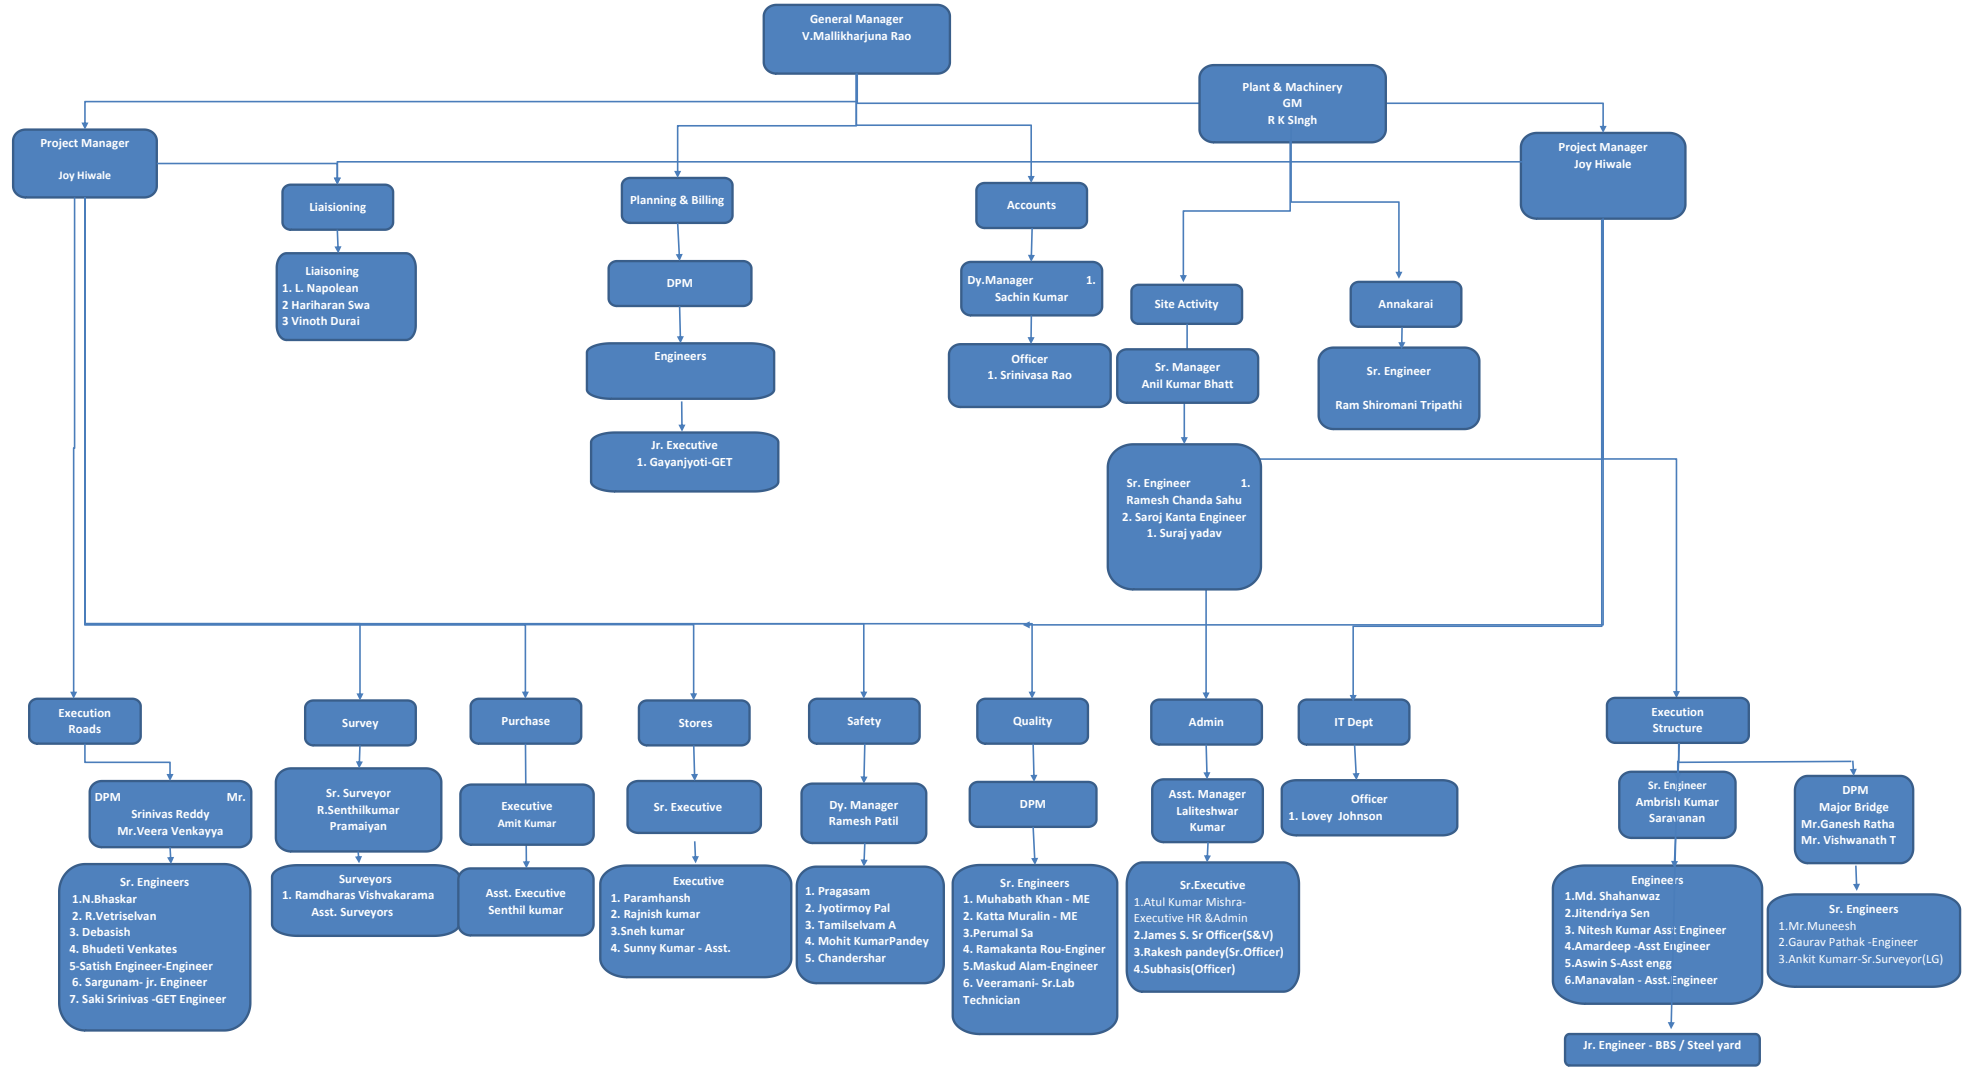 General Manager
V.Mallikharjuna Rao
Plant & Machinery
GM
R K SIngh
Project Manager
Joy Hiwale
Project Manager
Joy Hiwale
Liaisioning
Planning & Billing
Accounts
Liaisoning
1. L. Napolean
2 Hariharan Swa
3 Vinoth Durai
DPM
Dy.Manager 1.
Sachin Kumar
Site Activity
Annakarai
Engineers
Officer
1. Srinivasa Rao
Sr. Manager
Anil Kumar Bhatt
Sr. Engineer
Ram Shiromani Tripathi
Jr. Executive
1. Gayanjyoti-GET
Sr. Engineer 1.
Ramesh Chanda Sahu
2. Saroj Kanta Engineer
1. Suraj yadav
Execution
Roads
Survey
Purchase
Stores
Safety
Quality
Admin
IT Dept
Execution
Structure
DPM Mr.
Srinivas Reddy
Mr.Veera Venkayya
Sr. Surveyor
R.Senthilkumar
Pramaiyan
Executive
Amit Kumar
Sr. Executive
Dy. Manager
Ramesh Patil
DPM
Asst. Manager
Laliteshwar
Kumar
Officer
1. Lovey Johnson
Sr. Engineer
Ambrish Kumar
Saravanan
DPM
Major Bridge
Mr.Ganesh Ratha
Mr. Vishwanath T
Sr. Engineers
1.N.Bhaskar
2. R.Vetriselvan
3. Debasish
4. Bhudeti Venkates
5-Satish Engineer-Engineer
6. Sargunam- jr. Engineer
7. Saki Srinivas -GET Engineer
Surveyors
1. Ramdharas Vishvakarama
Asst. Surveyors
Asst. Executive
Senthil kumar
Executive
1. Paramhansh
2. Rajnish kumar
3.Sneh kumar
4. Sunny Kumar - Asst.
1. Pragasam
2. Jyotirmoy Pal
3. Tamilselvam A
4. Mohit KumarPandey
5. Chandershar
Sr. Engineers
1. Muhabath Khan - ME
2. Katta Muralin - ME
3.Perumal Sa
4. Ramakanta Rou-Enginer
5.Maskud Alam-Engineer
6. Veeramani- Sr.Lab
Technician
Sr.Executive
1.Atul Kumar Mishra-
Executive HR &Admin
2.James S. Sr Officer(S&V)
3.Rakesh pandey(Sr.Officer)
4.Subhasis(Officer)
Engineers
1.Md. Shahanwaz
2.Jitendriya Sen
3. Nitesh Kumar Asst Engineer
4.Amardeep -Asst Engineer
5.Aswin S-Asst engg
6.Manavalan - Asst.Engineer
Sr. Engineers
1.Mr.Muneesh
2.Gaurav Pathak -Engineer
3.Ankit Kumarr-Sr.Surveyor(LG)
Jr. Engineer - BBS / Steel yard